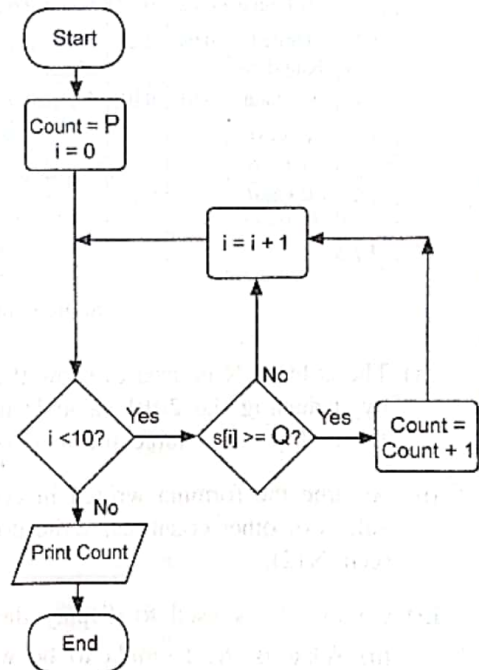 Start
Count = P
i = 0
i = i + 1
No
i <10?
Yes
s[i] >= Q?
Yes
Count =
Count + 1
No
Print Count
End